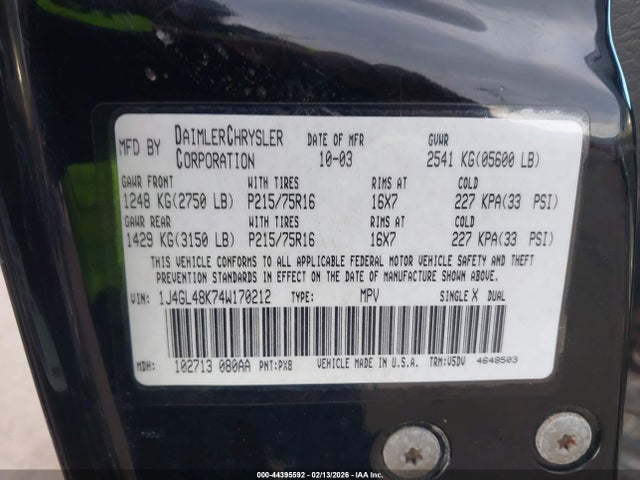 MFD BY DAIMLERCHRYSLER CORPORATION DATE OF MFR 10-03 GVWR 2541 KG(05600 LB)
GAWR FRONT WITH TIRES RIMS AT COLD
1248 KG(2750 LB) P215/75R16 16X7 227 KPA(33 PSI)
GAWR REAR WITH TIRES RIMS AT COLD
1429 KG(3150 LB) P215/75R16 16X7 227 KPA(33 PSI)
THIS VEHICLE CONFORMS TO ALL APPLICABLE FEDERAL MOTOR VEHICLE SAFETY AND THEFT
PREVENTION STANDARDS IN EFFECT ON THE DATE OF MANUFACTURE SHOWN ABOVE.
VIN: 1J4GL48K74W170212 TYPE: MPV SINGLE X DUAL
MDH: 102713 080AA PNT:PX8 VEHICLE MADE IN U.S.A. TRM:V5DV 4648503
000-44395592 - 02/13/2026 - IAAI.COM